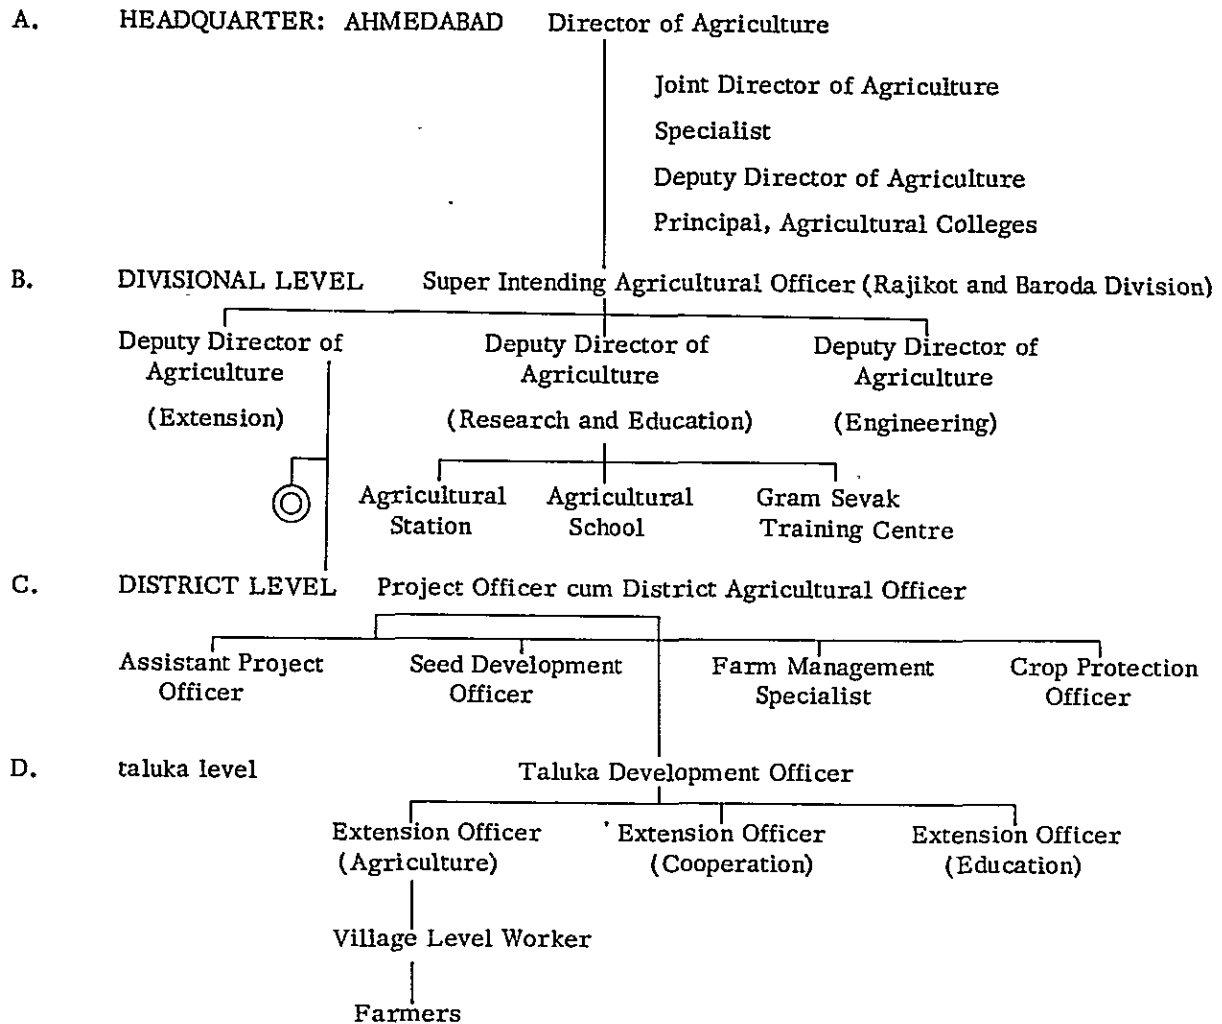 A. HEADQUARTER: AHMEDABAD Director of Agriculture
Joint Director of Agriculture
Specialist
Deputy Director of Agriculture
Principal, Agricultural Colleges
B. DIVISIONAL LEVEL Super Intending Agricultural Officer (Rajikot and Baroda Division)
Deputy Director of
Agriculture
(Extension)
Deputy Director of
Agriculture
(Research and Education)
Deputy Director of
Agriculture
(Engineering)
Agricultural
Station
Agricultural
School
Gram Sevak
Training Centre
C. DISTRICT LEVEL Project Officer cum District Agricultural Officer
Assistant Project
Officer
Seed Development
Officer
Farm Management
Specialist
Crop Protection
Officer
D. taluka level Taluka Development Officer
Extension Officer
(Agriculture)
Extension Officer
(Cooperation)
Extension Officer
(Education)
Village Level Worker
Farmers